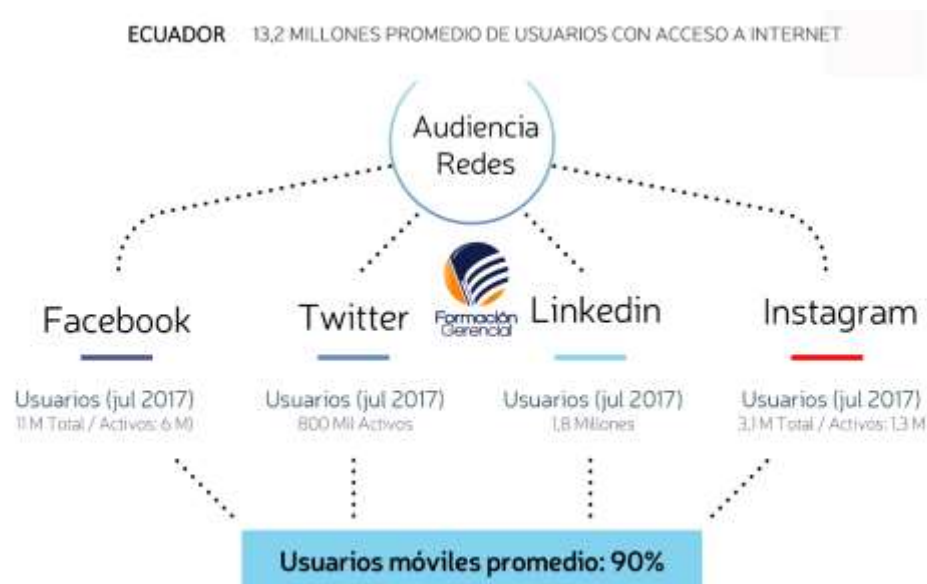 ECUADOR 13,2 MILLONES PROMEDIO DE USUARIOS CON ACCESO A INTERNET
Audiencia
Redes
Formación
Gerencial
Facebook
Twitter
Linkedin
Instagram
Usuarios (jul 2017)
11 M Total / Activos: 6 M)
Usuarios (jul 2017)
800 Mil Activos
Usuarios (jul 2017)
1,8 Millones
Usuarios (jul 2017)
3,1 M Total / Activos: 1,3 M
Usuarios móviles promedio: 90%